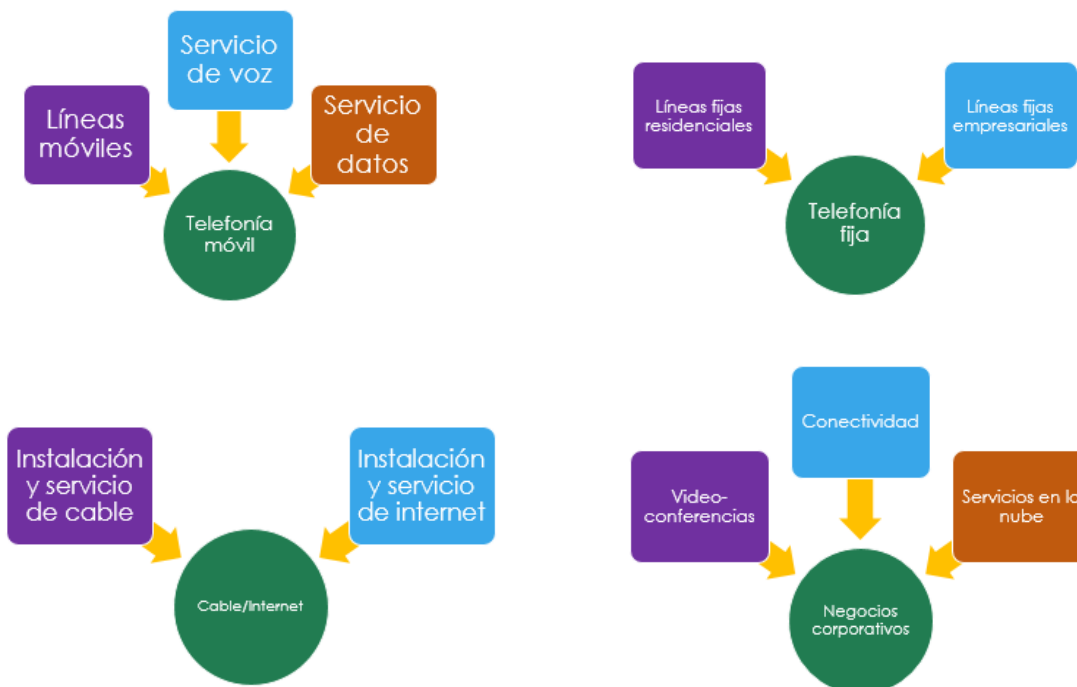 Servicio
de voz
Líneas
móviles
Servicio
de
datos
Telefonía
móvil
Líneas fijas
residenciales
Líneas fijas
empresariales
Telefonía
fija
Instalación
y servicio
de cable
Instalación
y servicio
de internet
Cable/Internet
Conectividad
Video-
conferencias
Servicios en la
nube
Negocios
corporativos